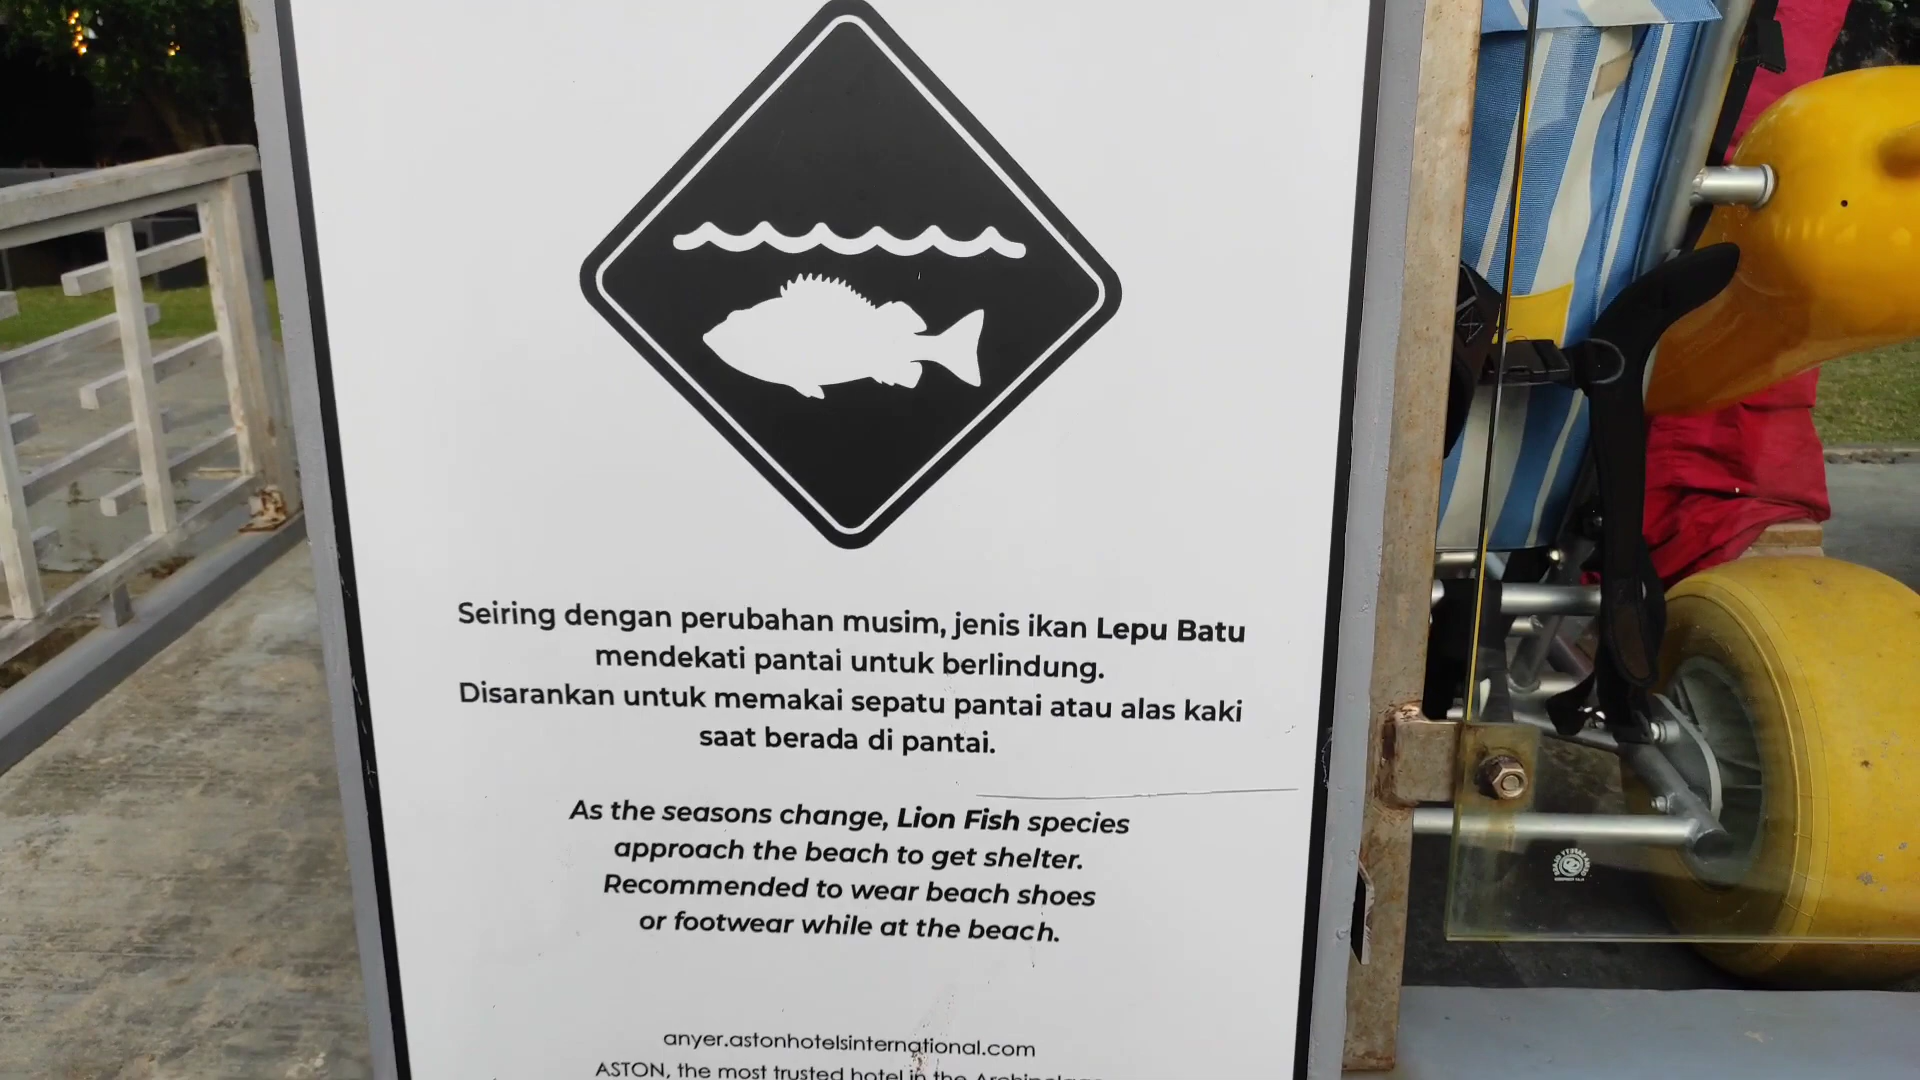 Seiring dengan perubahan musim, jenis ikan Lepu Batu
mendekati pantai untuk berlindung.
Disarankan untuk memakai sepatu pantai atau alas kaki
saat berada di pantai.
As the seasons change, Lion Fish species
approach the beach to get shelter.
Recommended to wear beach shoes
or footwear while at the beach.
anyer.astonhotelsinternational.com
ASTON, the most trusted hotel in the Archipelago